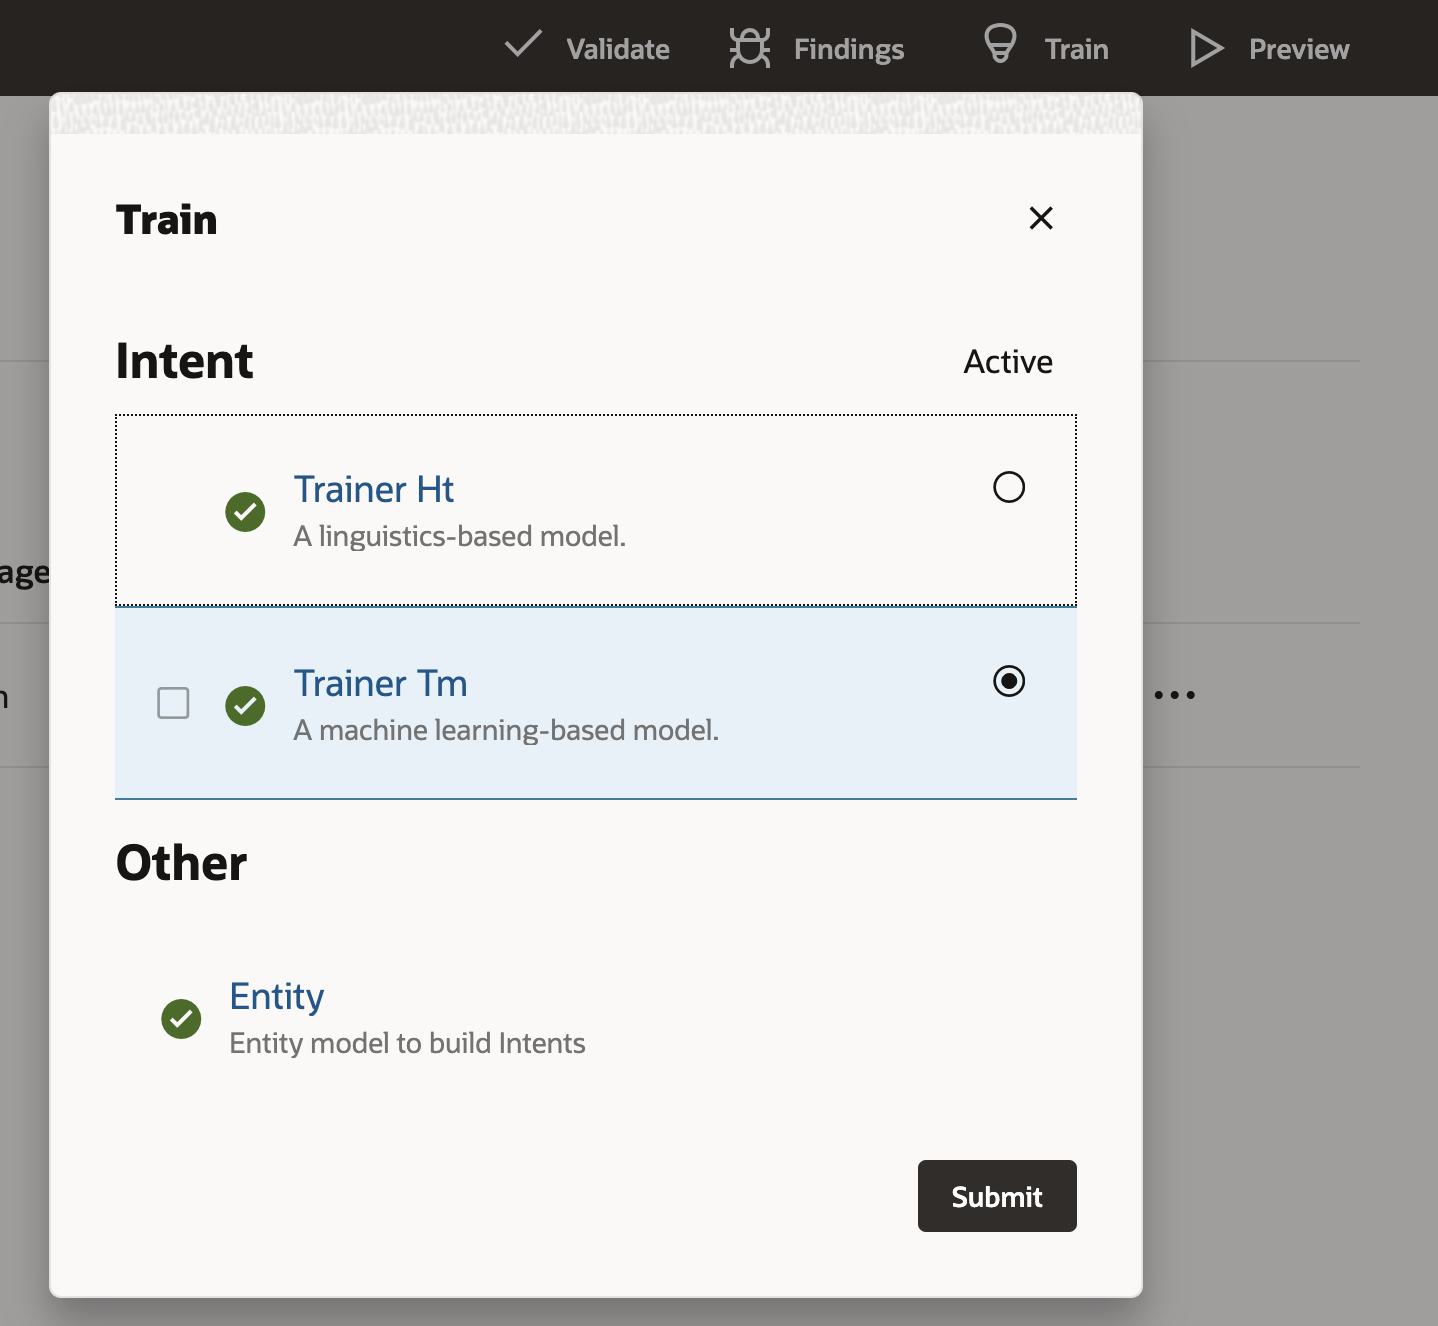 Validate
Findings
Train
Preview
Train
Intent
Active
Trainer Ht
A linguistics-based model.
age
Trainer Tm
A machine learning-based model.
n
Other
Entity
Entity model to build Intents
Submit